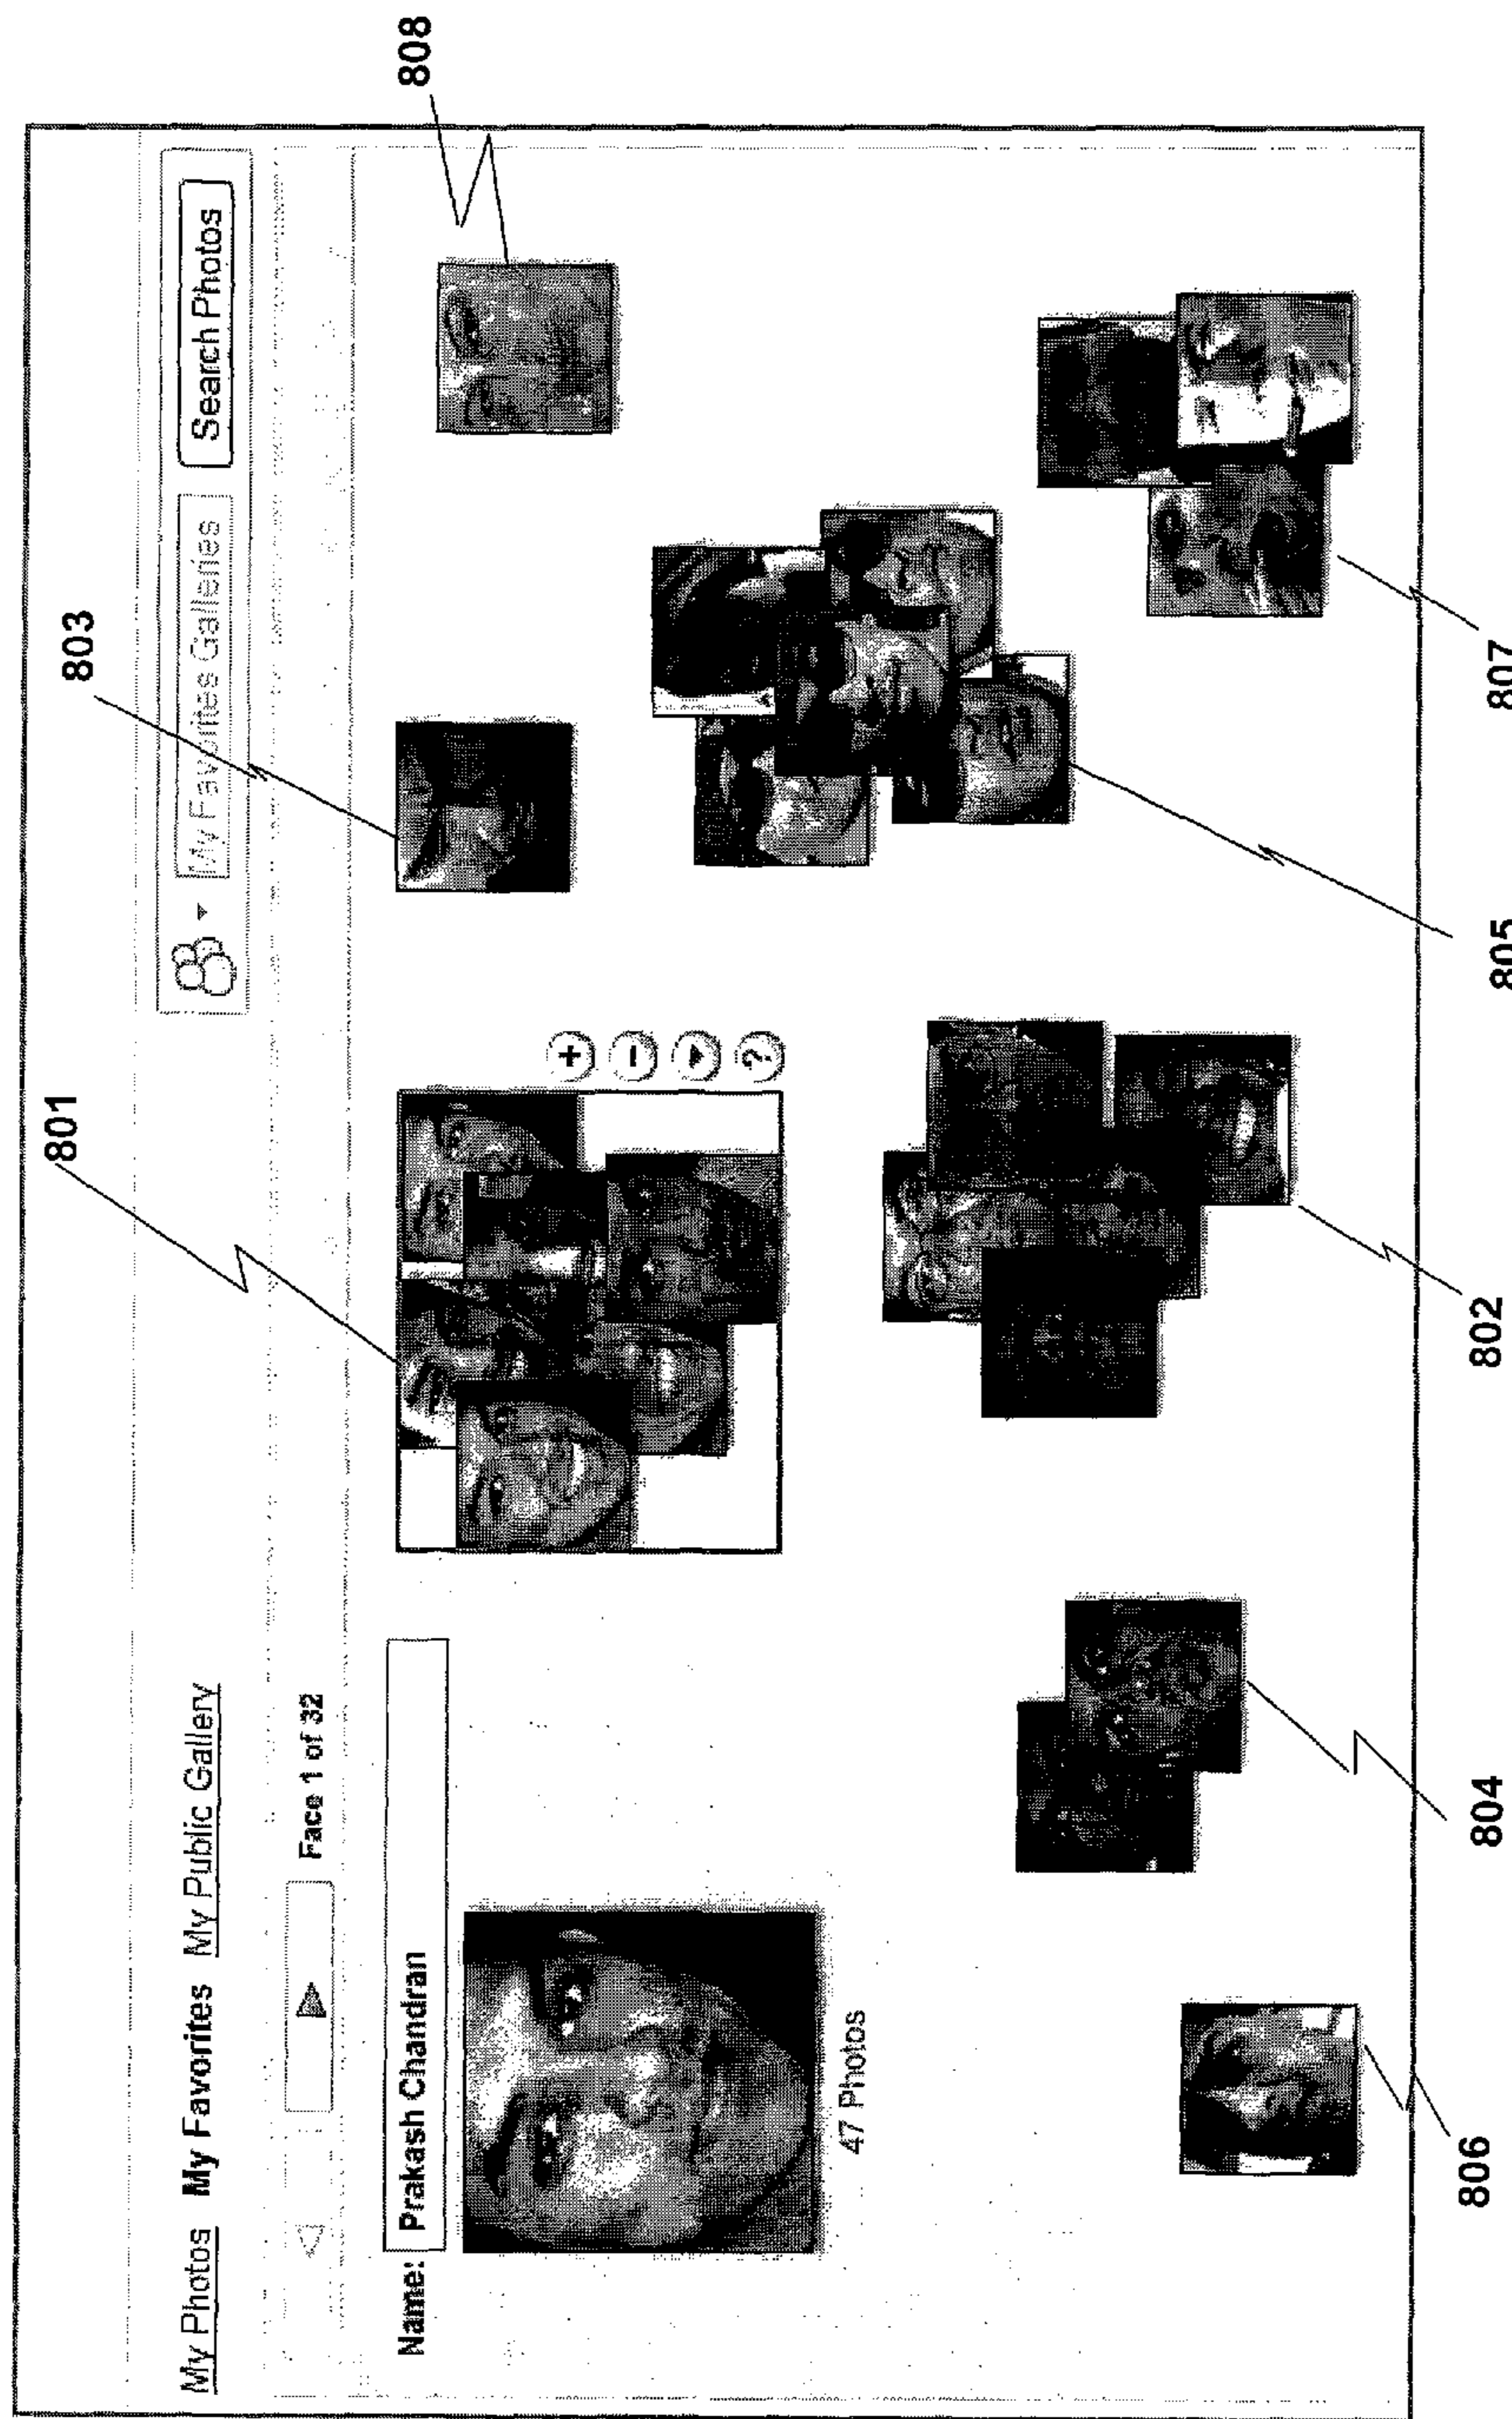 My Photos My Favorites My Public Gallery
My Favorites Galleries
Search Photos
Face 1 of 32
Name: Prakash Chandran
47 Photos
+
−
?
801
803
808
806
804
802
805
807